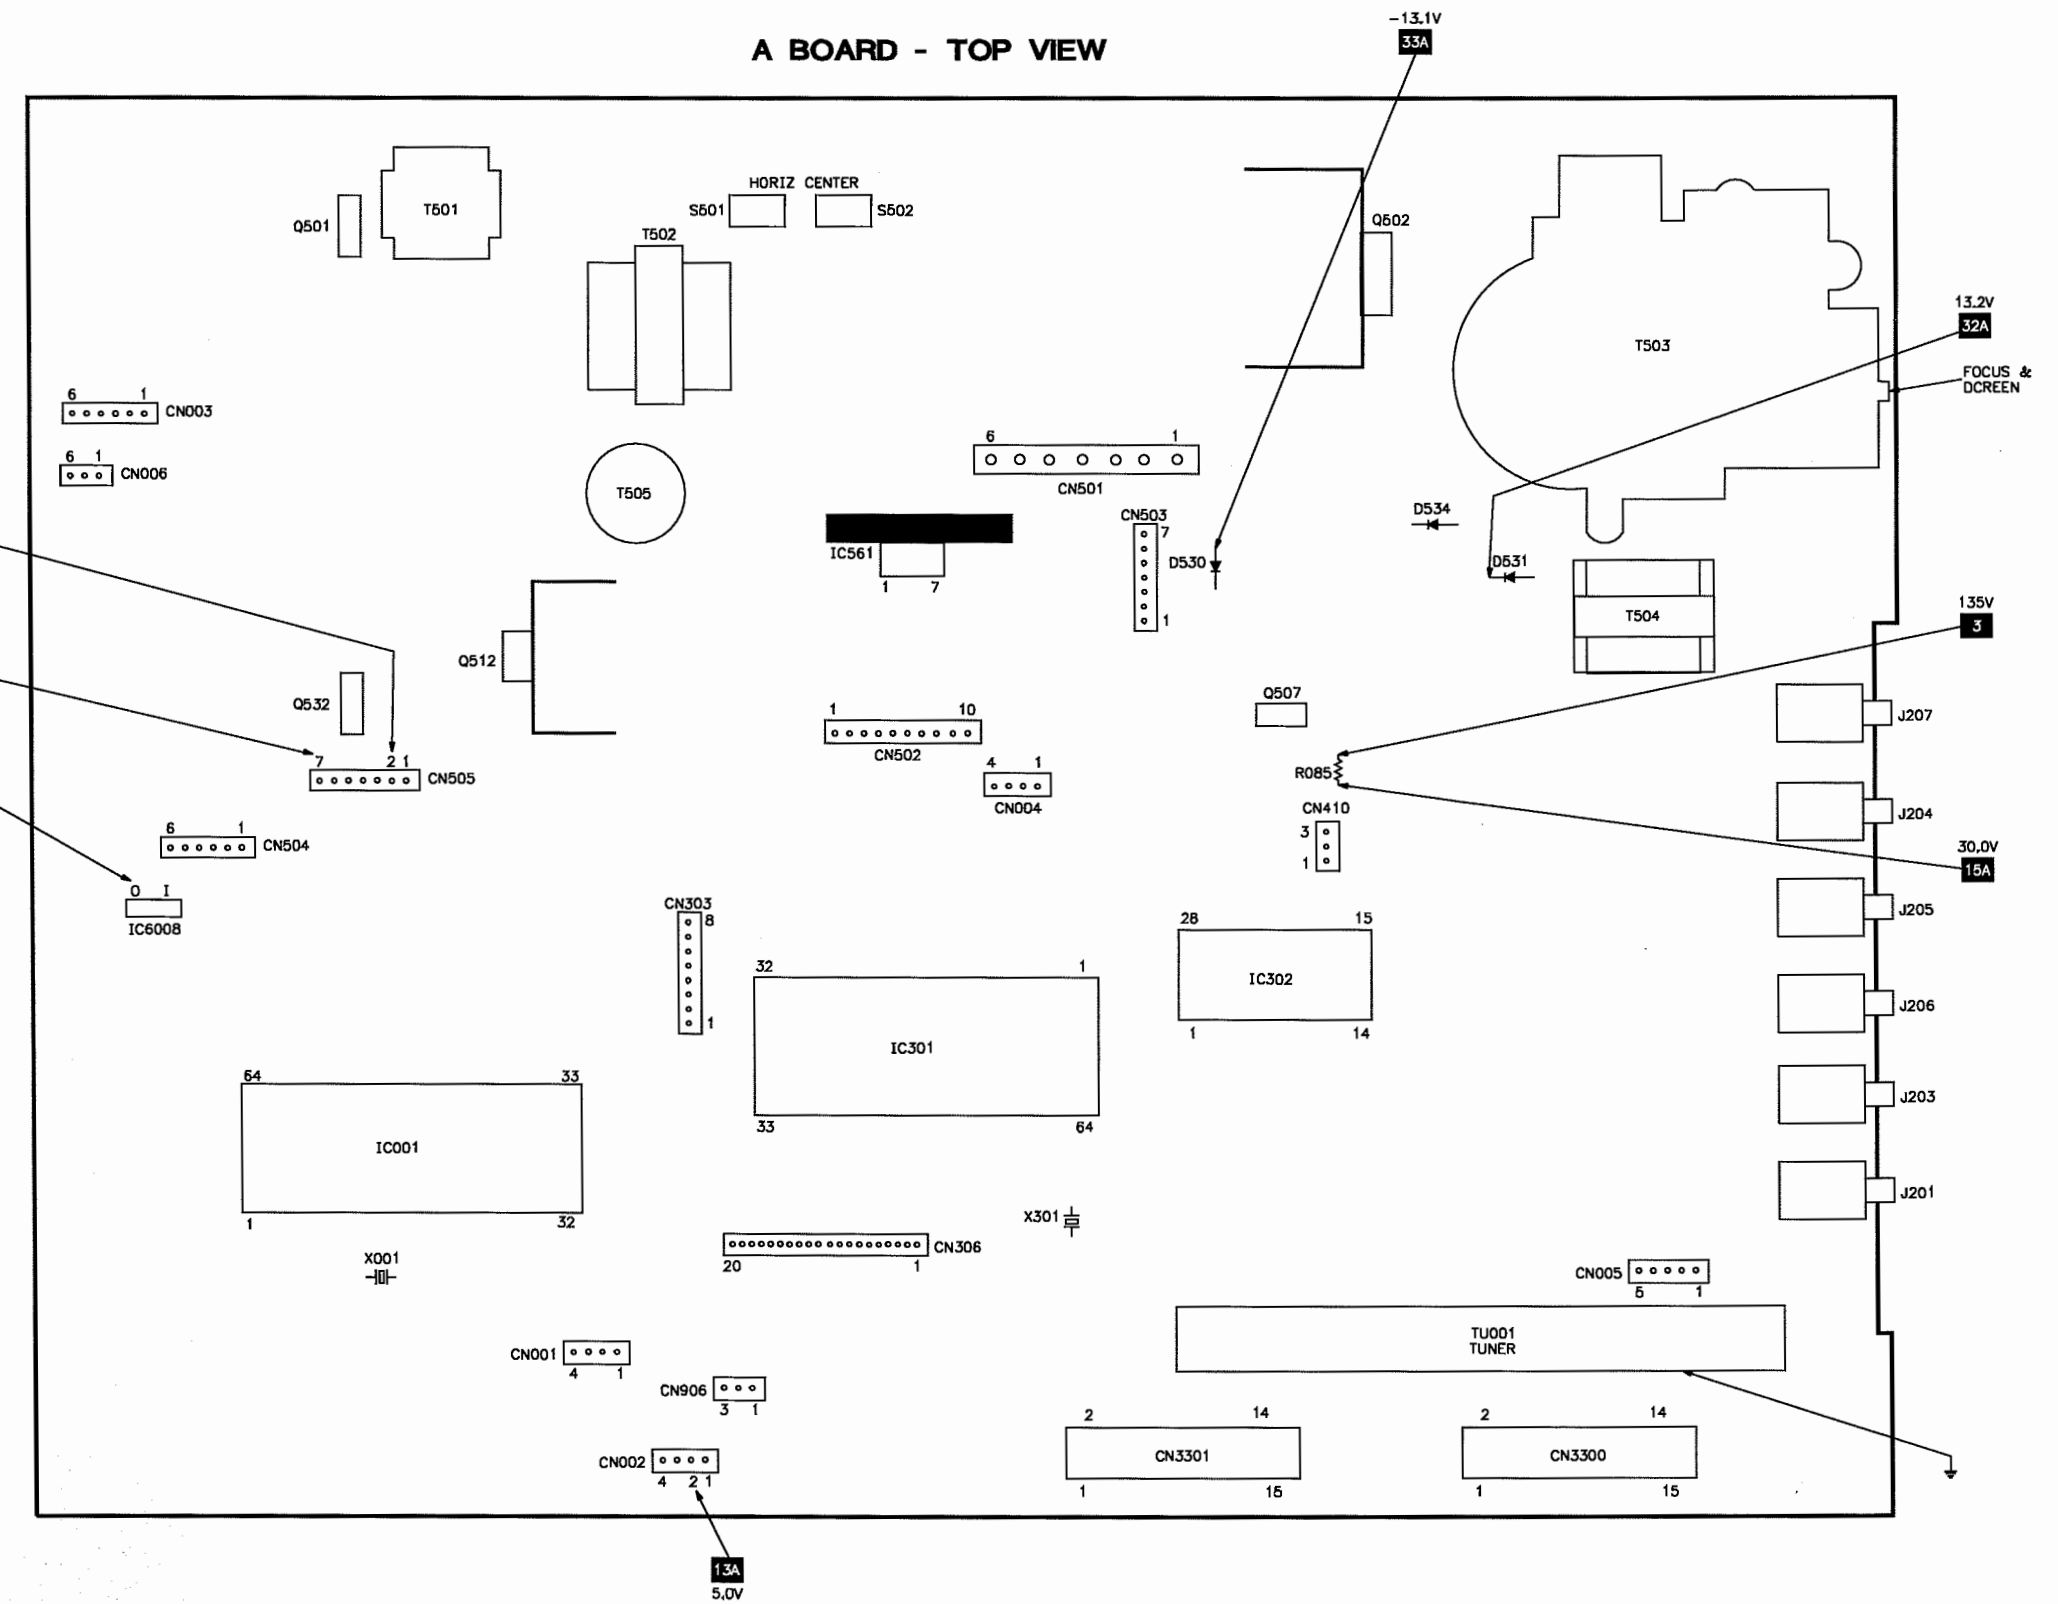 -13.1V
33A
A BOARD - TOP VIEW
HORIZ CENTER
S501
S502
Q501
T501
T502
Q502
T503
13.2V
32A
FOCUS &
DCREEN
6 1
CN003
6 1
CN006
T505
6 1
CN501
CN503
7
1
D534
D530
D531
IC561
1 7
T504
135V
3
Q512
Q532
7 2 1
CN505
1 10
CN502
4 1
CN004
Q507
R085
CN410
3
1
J207
J204
30.0V
15A
6 1
CN504
O I
IC6008
CN303
8
1
32 1
IC301
33 64
28 15
IC302
1 14
J205
J206
J203
J201
64 33
IC001
1 32
X001
X301
CN306
20 1
CN005
5 1
TU001
TUNER
CN001
4 1
CN906
3 1
CN002
4 2 1
2 14
CN3301
1 15
2 14
CN3300
1 15
13A
5.0V